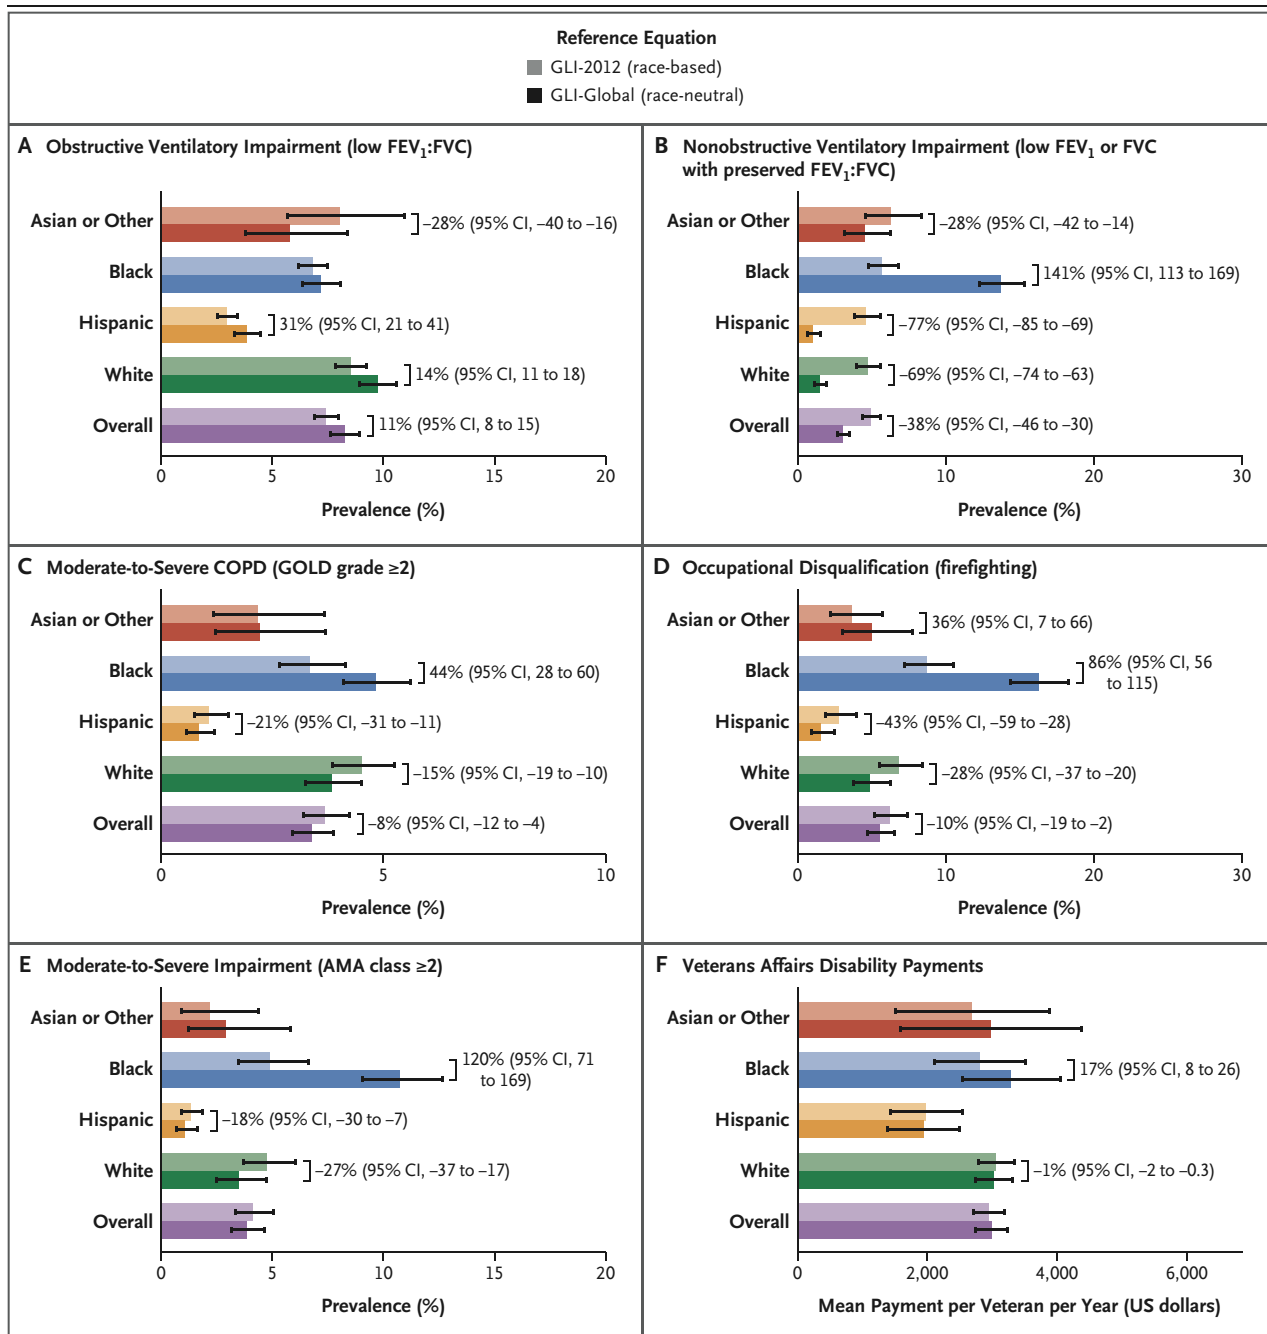 Reference Equation
GLI-2012 (race-based)
GLI-Global (race-neutral)
A Obstructive Ventilatory Impairment (low FEV1:FVC)
Asian or Other
–28% (95% CI, –40 to –16)
Black
Hispanic
31% (95% CI, 21 to 41)
White
14% (95% CI, 11 to 18)
Overall
11% (95% CI, 8 to 15)
0 5 10 15 20
Prevalence (%)
B Nonobstructive Ventilatory Impairment (low FEV1 or FVC
with preserved FEV1:FVC)
Asian or Other
–28% (95% CI, –42 to –14)
Black
141% (95% CI, 113 to 169)
Hispanic
–77% (95% CI, –85 to –69)
White
–69% (95% CI, –74 to –63)
Overall
–38% (95% CI, –46 to –30)
0 10 20 30
Prevalence (%)
C Moderate-to-Severe COPD (GOLD grade ≥2)
Asian or Other
Black
44% (95% CI, 28 to 60)
Hispanic
–21% (95% CI, –31 to –11)
White
–15% (95% CI, –19 to –10)
Overall
–8% (95% CI, –12 to –4)
0 5 10
Prevalence (%)
D Occupational Disqualification (firefighting)
Asian or Other
36% (95% CI, 7 to 66)
Black
86% (95% CI, 56
to 115)
Hispanic
–43% (95% CI, –59 to –28)
White
–28% (95% CI, –37 to –20)
Overall
–10% (95% CI, –19 to –2)
0 10 20 30
Prevalence (%)
E Moderate-to-Severe Impairment (AMA class ≥2)
Asian or Other
Black
120% (95% CI, 71
to 169)
Hispanic
–18% (95% CI, –30 to –7)
White
–27% (95% CI, –37 to –17)
Overall
0 5 10 15 20
Prevalence (%)
F Veterans Affairs Disability Payments
Asian or Other
Black
17% (95% CI, 8 to 26)
Hispanic
White
–1% (95% CI, –2 to –0.3)
Overall
0 2,000 4,000 6,000
Mean Payment per Veteran per Year (US dollars)